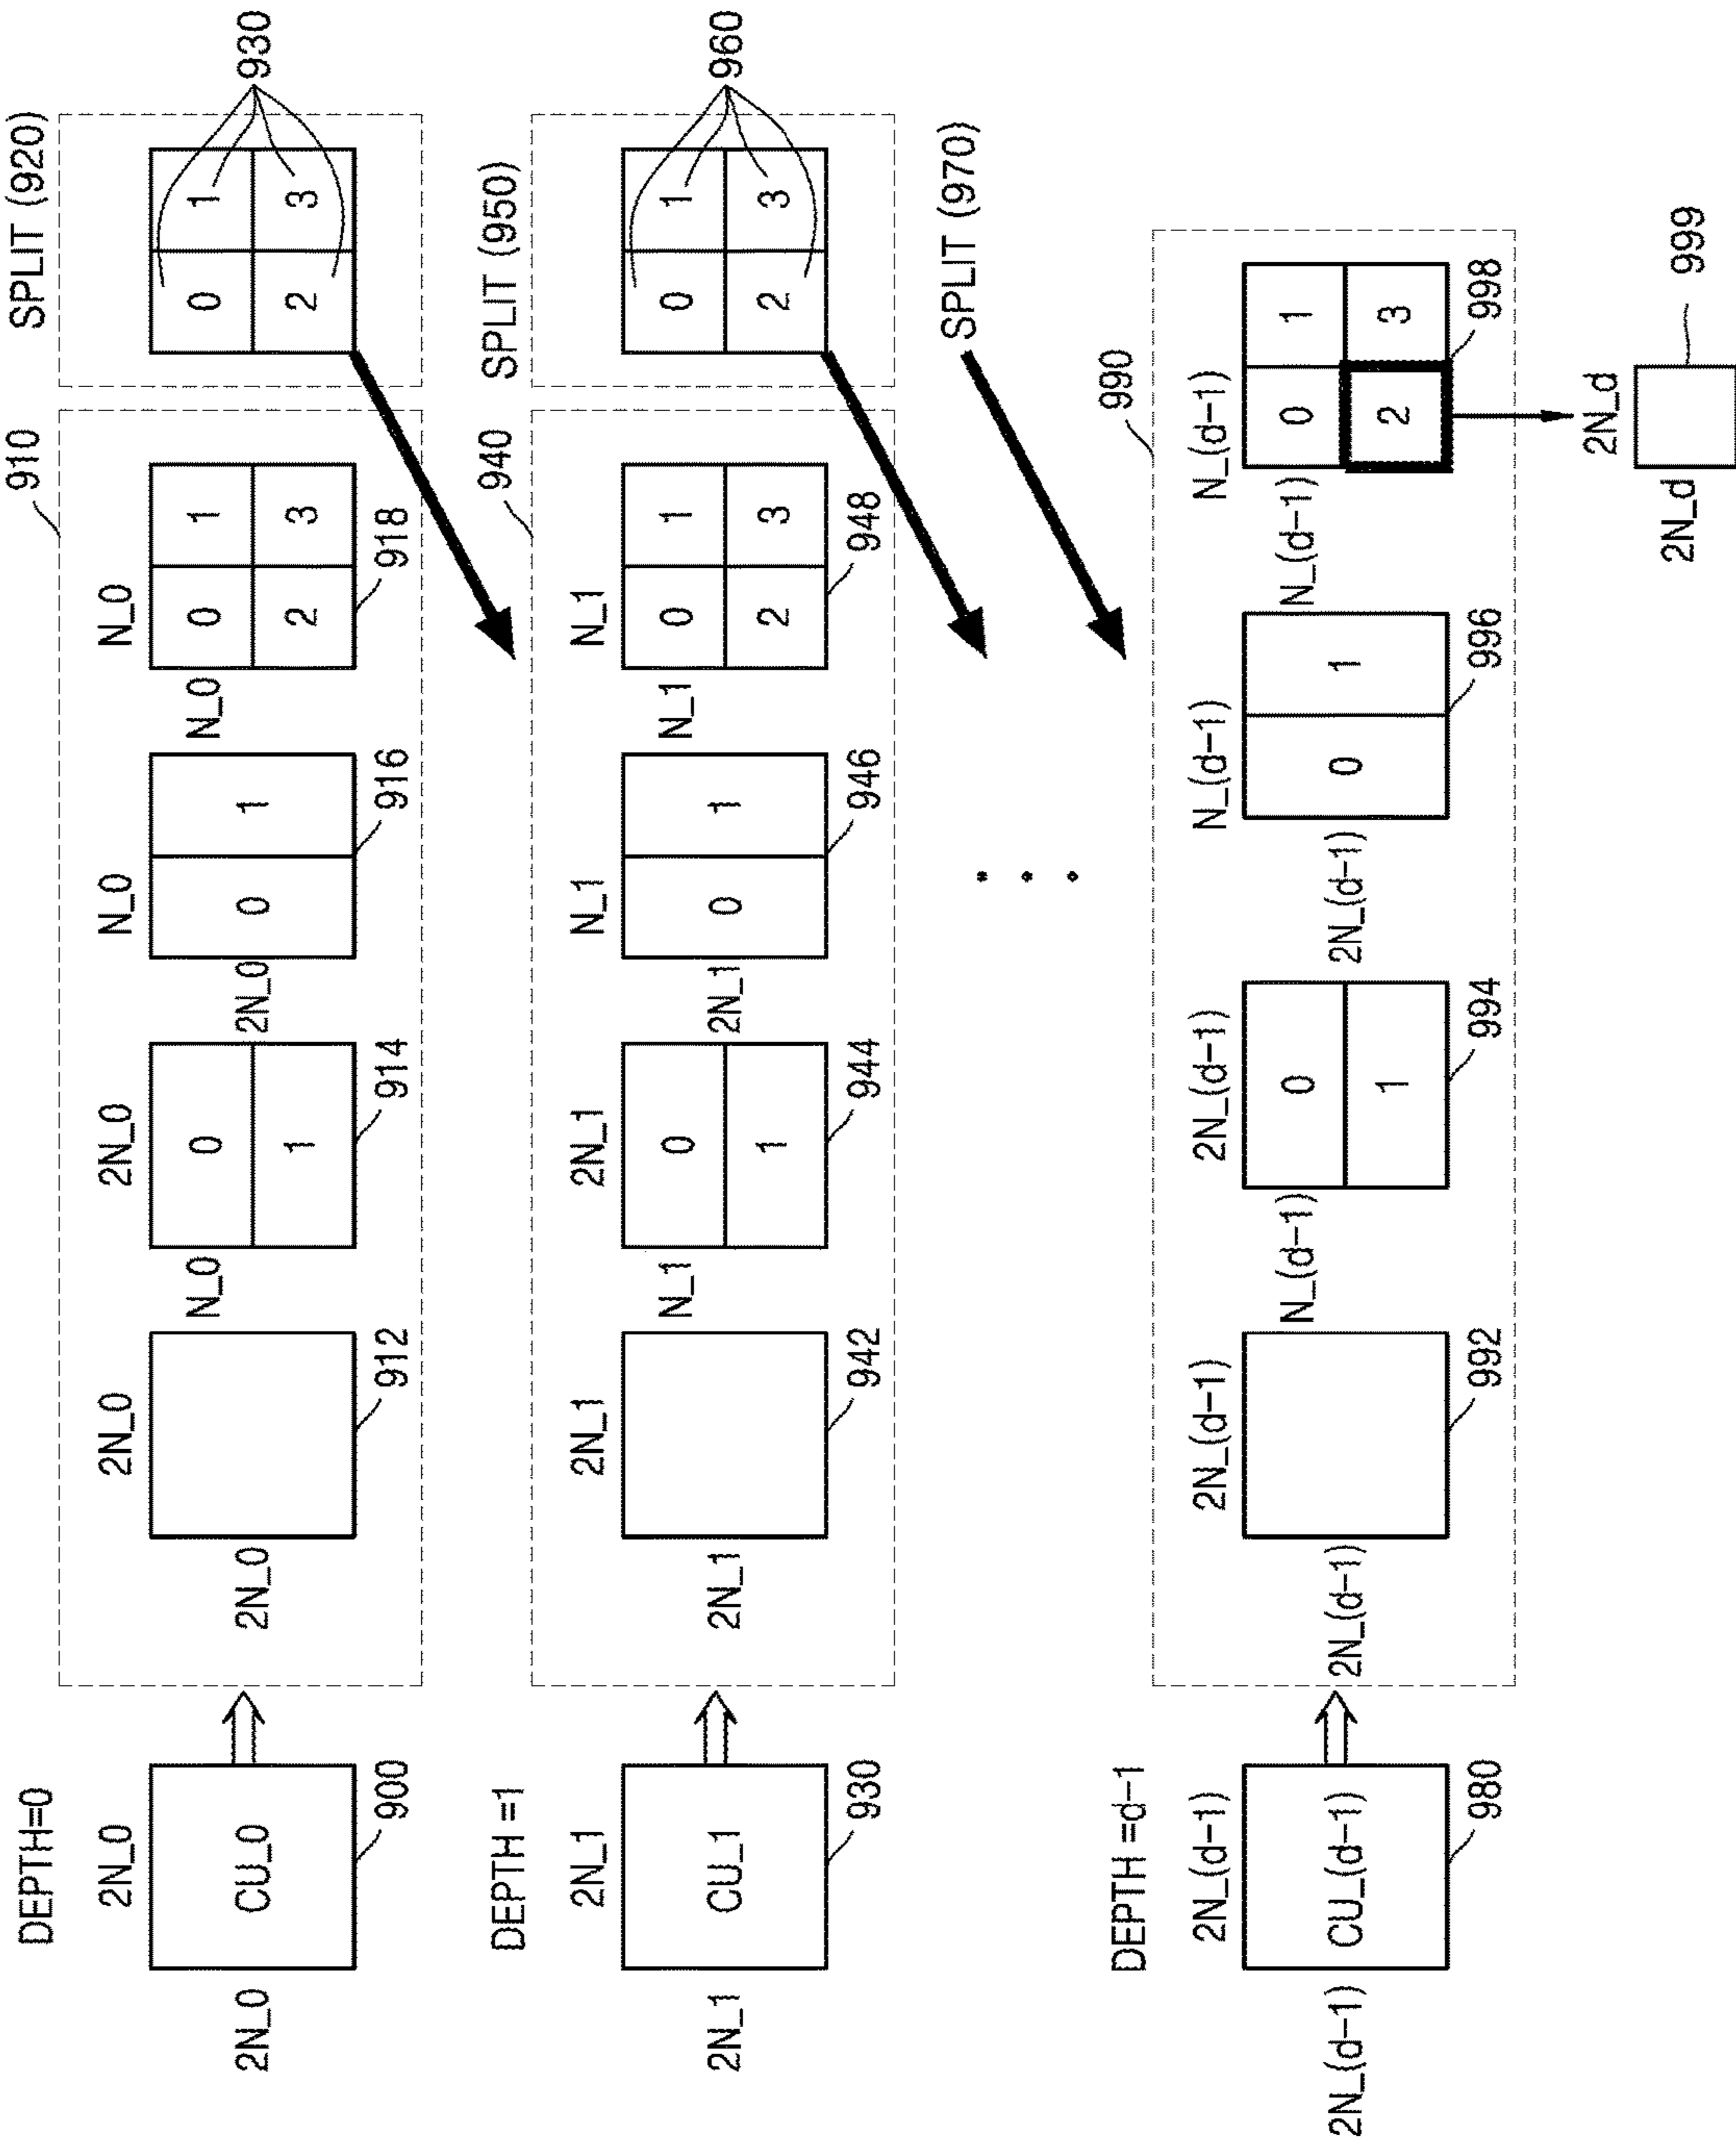 DEPTH=0
2N_0
2N_0
CU_0
900
910
2N_0
2N_0
912
2N_0
N_0
0
1
914
N_0
2N_0
0
1
916
N_0
N_0
0
1
2
3
918
SPLIT (920)
0
1
2
3
930
DEPTH =1
2N_1
2N_1
CU_1
930
940
2N_1
2N_1
942
2N_1
N_1
0
1
944
N_1
2N_1
0
1
946
N_1
N_1
0
1
2
3
948
SPLIT (950)
0
1
2
3
960
SPLIT (970)
DEPTH =d-1
2N_(d-1)
2N_(d-1)
CU_(d-1)
980
990
2N_(d-1)
2N_(d-1)
992
2N_(d-1)
N_(d-1)
0
1
994
N_(d-1)
2N_(d-1)
0
1
996
N_(d-1)
N_(d-1)
0
1
2
3
998
2N_d
2N_d
999